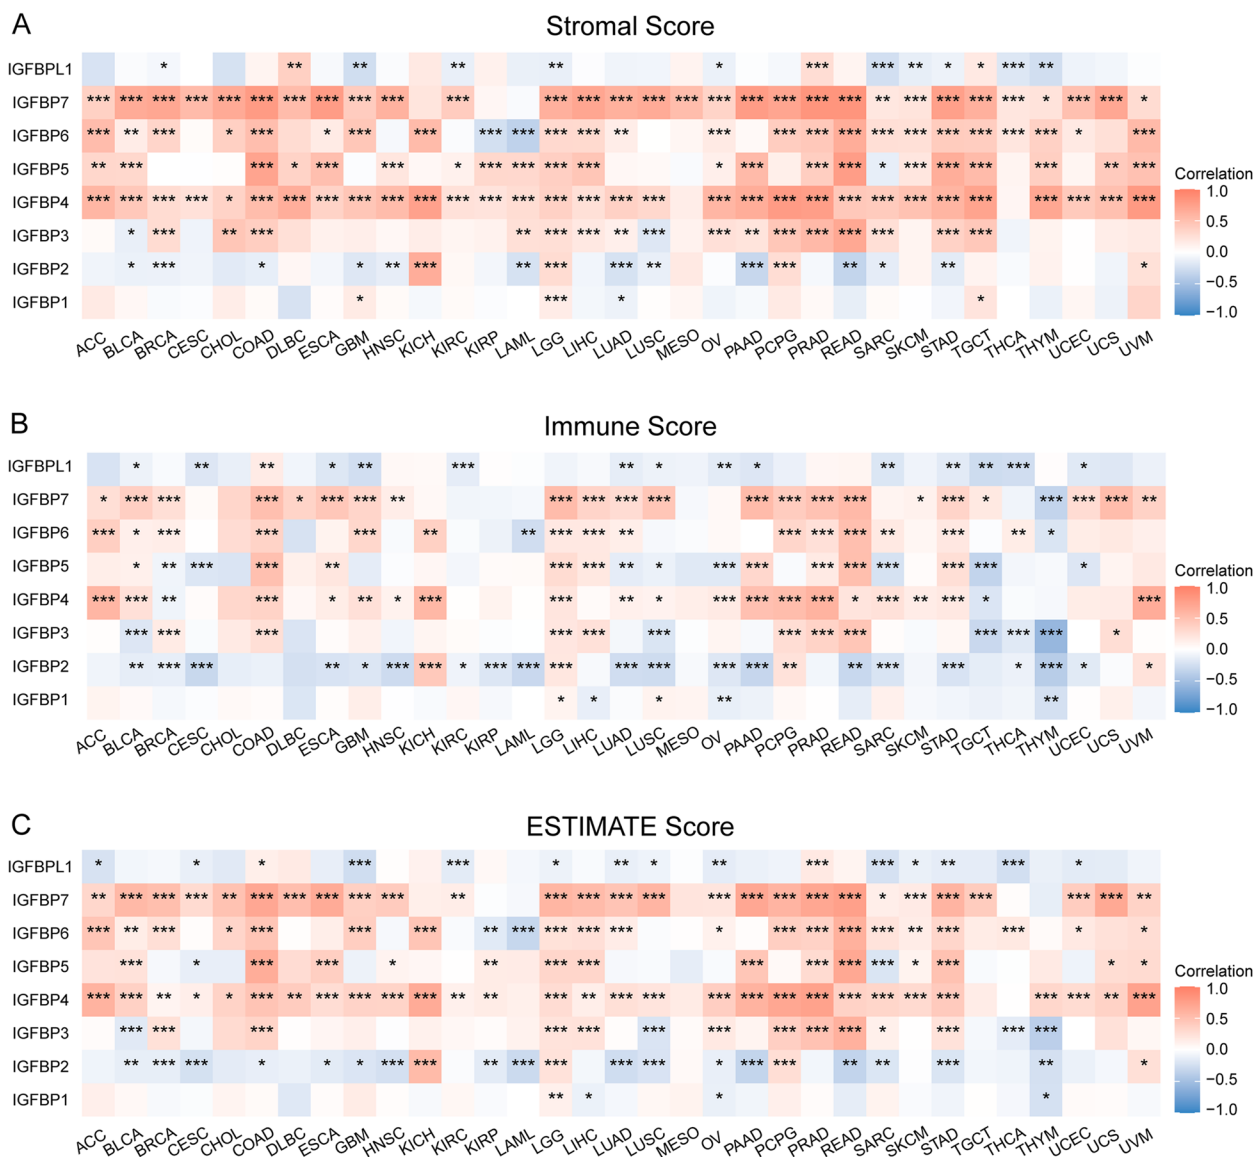 A
Stromal Score
IGFBPL1 * ** ** ** ** * *** *** ** * * *** **
IGFBP7 *** *** *** *** *** *** *** *** *** *** *** *** *** *** *** *** *** *** *** *** *** ** *** *** *** *** * *** *** *
IGFBP6 *** ** *** * *** * *** *** *** *** *** *** ** *** *** *** *** *** *** *** *** *** *** * ***
IGFBP5 ** *** *** * *** *** * *** *** *** *** * *** *** *** * *** *** *** *** ** ***
IGFBP4 *** *** *** *** * *** *** *** *** *** *** *** *** *** *** *** *** *** *** *** *** *** *** *** *** *** *** *** *** *** ***
IGFBP3 * *** ** *** ** *** *** ** *** *** ** *** *** *** *** *** ***
IGFBP2 * *** * * ** *** ** *** *** ** *** *** ** * ** *
IGFBP1 * *** * *
ACC BLCA BRCA CESC CHOL COAD DLBC ESCA GBM HNSC KICH KIRC KIRP LAML LGG LIHC LUAD LUSC MESO OV PAAD PCPG PRAD READ SARC SKCM STAD TGCT THCA THYM UCEC UCS UVM
Correlation
1.0
0.5
0.0
−0.5
−1.0
B
Immune Score
IGFBPL1 * ** ** * ** *** ** * ** * ** ** ** *** *
IGFBP7 * *** *** *** * *** *** ** *** *** *** *** *** *** *** *** * *** * *** *** *** **
IGFBP6 *** * *** *** *** ** ** *** *** ** *** *** *** ** *** ** *
IGFBP5 * ** *** *** ** *** *** ** * *** *** *** *** *** *** *** *
IGFBP4 *** *** ** *** * ** * *** *** ** * *** *** *** *** * *** ** *** * ***
IGFBP3 *** *** *** *** *** *** *** *** *** *** *** *** *
IGFBP2 ** *** *** ** * *** *** * *** *** *** *** *** *** *** ** ** *** *** * *** * *
IGFBP1 * * * ** **
ACC BLCA BRCA CESC CHOL COAD DLBC ESCA GBM HNSC KICH KIRC KIRP LAML LGG LIHC LUAD LUSC MESO OV PAAD PCPG PRAD READ SARC SKCM STAD TGCT THCA THYM UCEC UCS UVM
Correlation
1.0
0.5
0.0
−0.5
−1.0
C
ESTIMATE Score
IGFBPL1 * * * *** *** * ** * ** *** *** * ** *** *
IGFBP7 ** *** *** *** ** *** *** *** *** *** ** *** *** *** *** *** *** *** *** *** * *** *** *** *** *** **
IGFBP6 *** ** *** * *** *** *** ** *** *** *** *** * *** *** *** *** ** *** *** * *
IGFBP5 *** * *** *** * ** *** *** *** *** *** *** * *** * *
IGFBP4 *** *** ** * * *** ** *** *** *** *** ** ** *** ** *** *** *** *** *** *** *** *** *** *** *** *** ** ***
IGFBP3 *** *** *** *** *** *** *** *** *** *** * *** *** ***
IGFBP2 ** *** *** * * * *** *** ** *** *** *** *** * *** *** ** ** *** ** *
IGFBP1 ** * * *
ACC BLCA BRCA CESC CHOL COAD DLBC ESCA GBM HNSC KICH KIRC KIRP LAML LGG LIHC LUAD LUSC MESO OV PAAD PCPG PRAD READ SARC SKCM STAD TGCT THCA THYM UCEC UCS UVM
Correlation
1.0
0.5
0.0
−0.5
−1.0